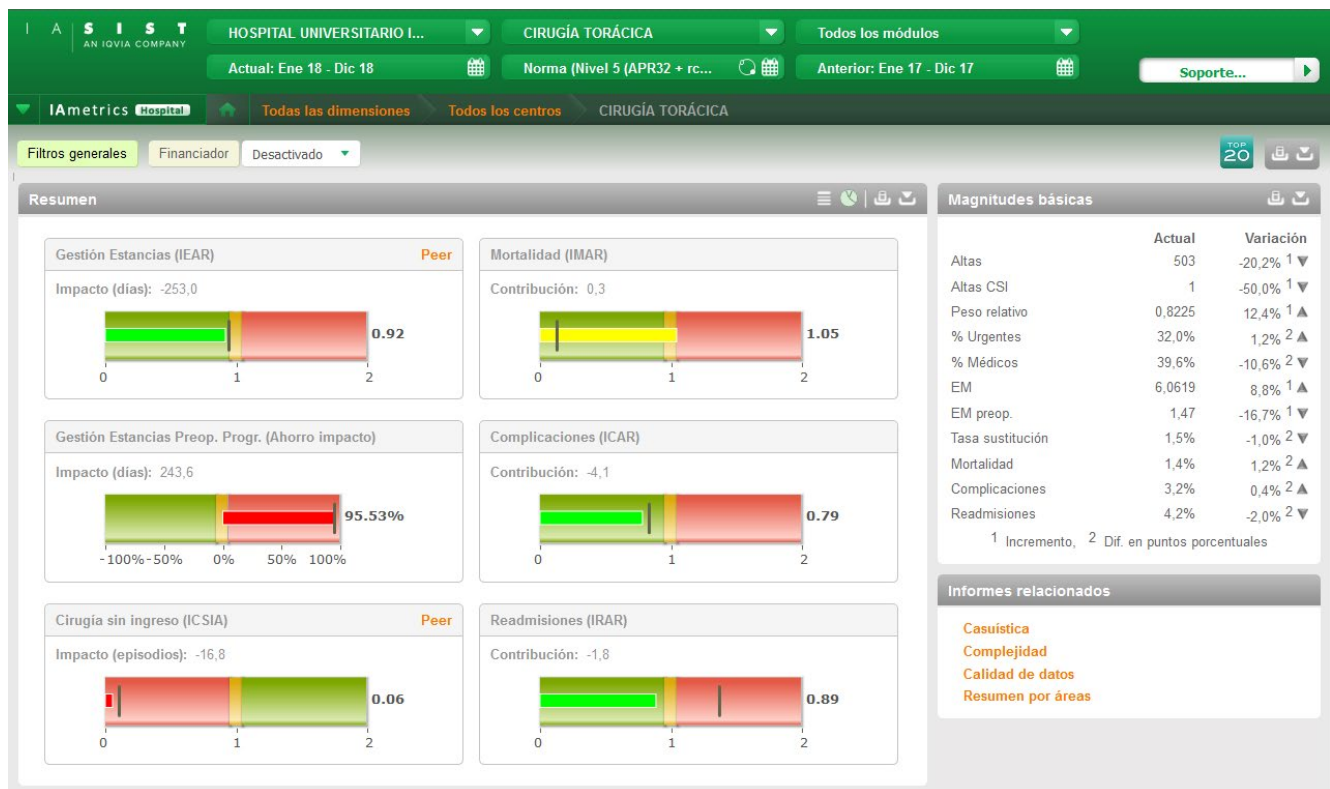 I A S I S T
AN IQVIA COMPANY
HOSPITAL UNIVERSITARIO I...
CIRUGÍA TORÁCICA
Todos los módulos
Actual: Ene 18 - Dic 18
Norma (Nivel 5 (APR32 + rc...
Anterior: Ene 17 - Dic 17
Soporte...
IAmetrics Hospital
Todas las dimensiones
Todos los centros
CIRUGÍA TORÁCICA
Filtros generales
Financiador
Desactivado
TOP 20
Resumen
Gestión Estancias (IEAR)
Peer
Impacto (días): -253,0
0.92
0 1 2
Mortalidad (IMAR)
Contribución: 0,3
1.05
0 1 2
Gestión Estancias Preop. Progr. (Ahorro impacto)
Impacto (días): 243,6
95.53%
-100% -50% 0% 50% 100%
Complicaciones (ICAR)
Contribución: -4,1
0.79
0 1 2
Cirugía sin ingreso (ICSIA)
Peer
Impacto (episodios): -16,8
0.06
0 1 2
Readmisiones (IRAR)
Contribución: -1,8
0.89
0 1 2
Magnitudes básicas
Actual Variación
Altas 503 -20,2% 1
Altas CSI 1 -50,0% 1
Peso relativo 0,8225 12,4% 1
% Urgentes 32,0% 1,2% 2
% Médicos 39,6% -10,6% 2
EM 6,0619 8,8% 1
EM preop. 1,47 -16,7% 1
Tasa sustitución 1,5% -1,0% 2
Mortalidad 1,4% 1,2% 2
Complicaciones 3,2% 0,4% 2
Readmisiones 4,2% -2,0% 2
1 Incremento, 2 Dif. en puntos porcentuales
Informes relacionados
Casuística
Complejidad
Calidad de datos
Resumen por áreas